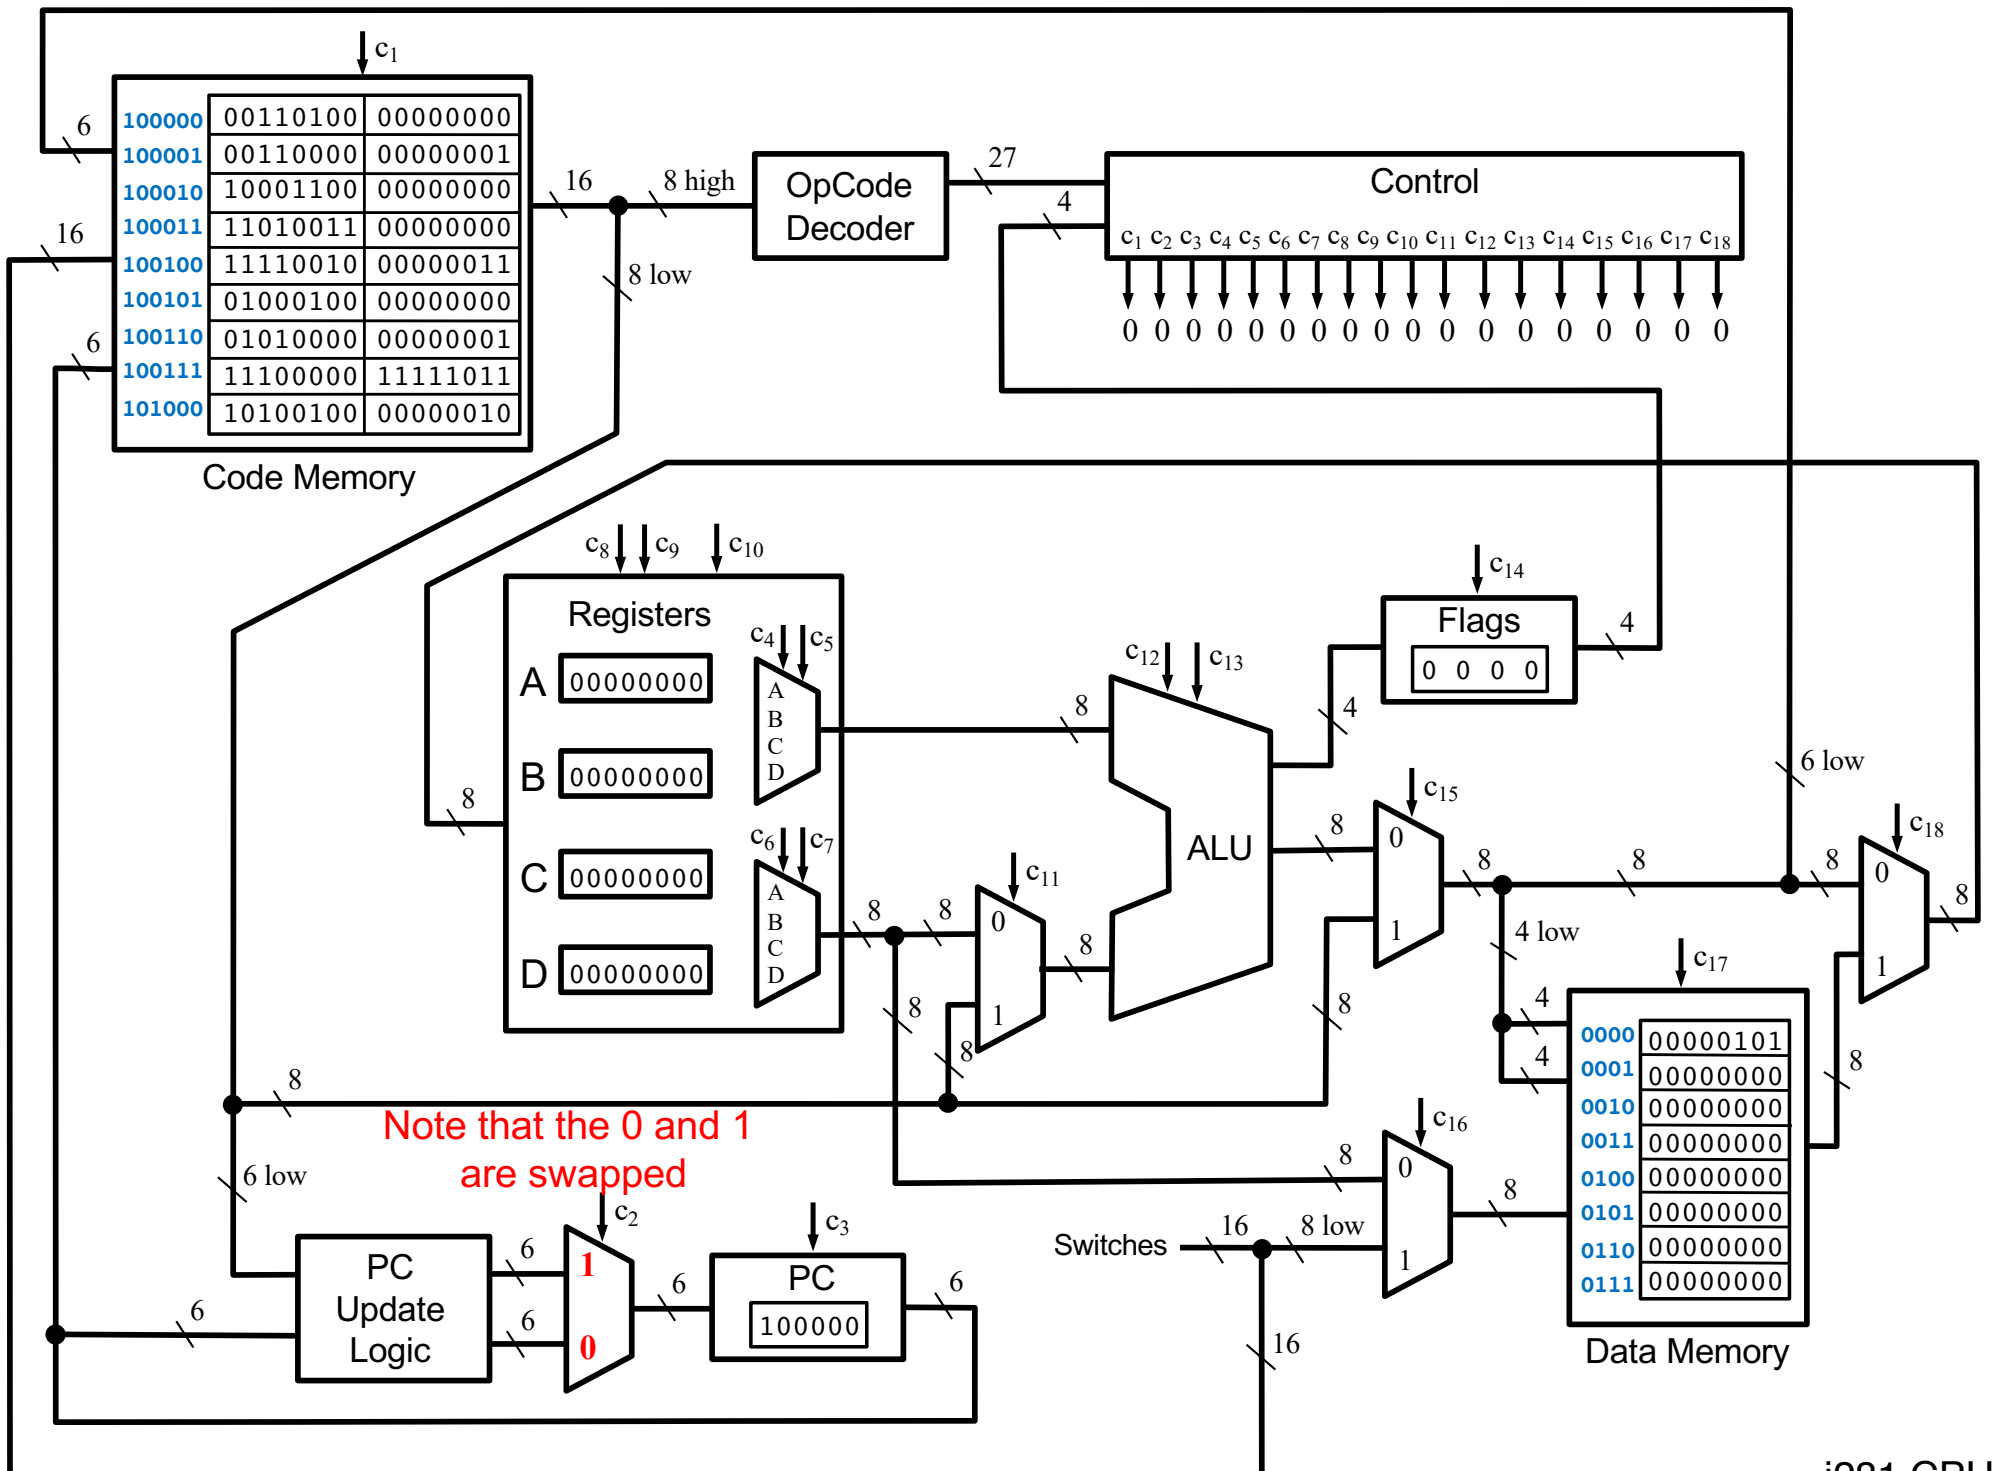 c1
100000 00110100 00000000
100001 00110000 00000001
100010 10001100 00000000
100011 11010011 00000000
100100 11110010 00000011
100101 01000100 00000000
100110 01010000 00000001
100111 11100000 11111011
101000 10100100 00000010
Code Memory
6
16
6
16
8 high
8 low
OpCode
Decoder
27
4
Control
c1 c2 c3 c4 c5 c6 c7 c8 c9 c10 c11 c12 c13 c14 c15 c16 c17 c18
0 0 0 0 0 0 0 0 0 0 0 0 0 0 0 0 0 0
c8 c9 c10
Registers
A 00000000
B 00000000
C 00000000
D 00000000
c4 c5
A
B
C
D
c6 c7
A
B
C
D
8
8
8
8
8
c11
0
1
8
8
c12 c13
ALU
c14
Flags
0 0 0 0
4
4
8
c15
0
1
8
8
8
6 low
8
c18
0
1
8
4 low
4
4
c17
0000 00000101
0001 00000000
0010 00000000
0011 00000000
0100 00000000
0101 00000000
0110 00000000
0111 00000000
Data Memory
8
8
Note that the 0 and 1
are swapped
6 low
PC
Update
Logic
6
6
6
c2
1
0
6
c3
PC
100000
6
Switches
16
8 low
16
8
c16
0
1
8